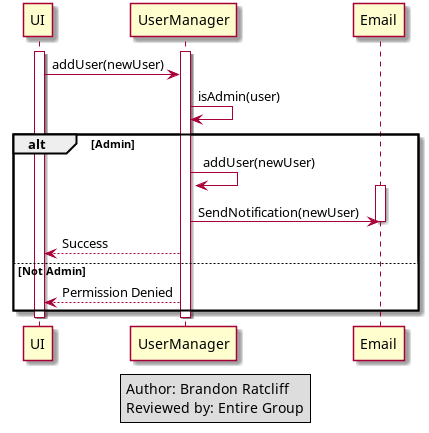 UI UserManager Email
addUser(newUser)
isAdmin(user)
alt [Admin]
addUser(newUser)
SendNotification(newUser)
Success
[Not Admin]
Permission Denied
UI UserManager Email
Author: Brandon Ratcliff
Reviewed by: Entire Group